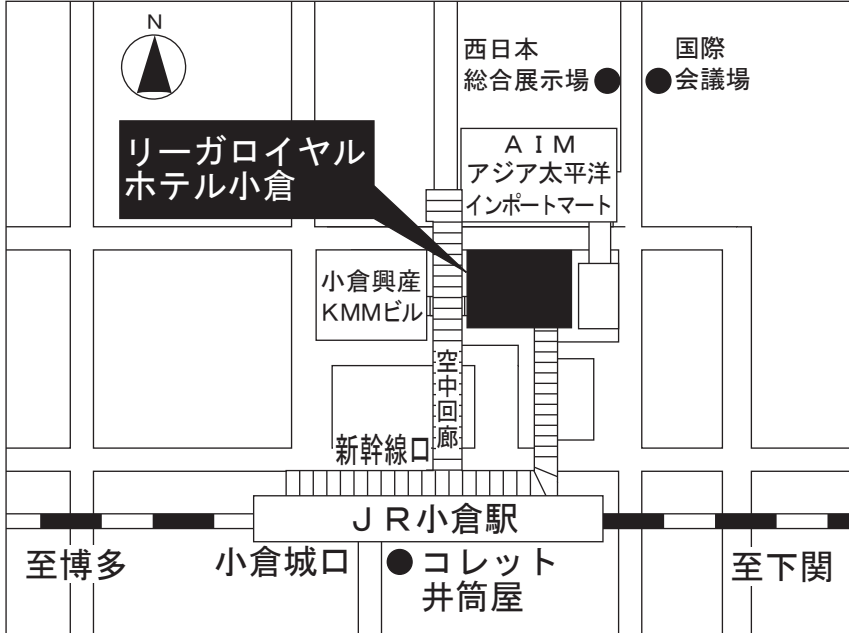 N
西日本
総合展示場
国際
会議場
リーガロイヤル
ホテル小倉
AIM
アジア太平洋
インポートマート
小倉興産
KMMビル
空中回廊
新幹線口
JR小倉駅
至博多
小倉城口
コレット
井筒屋
至下関